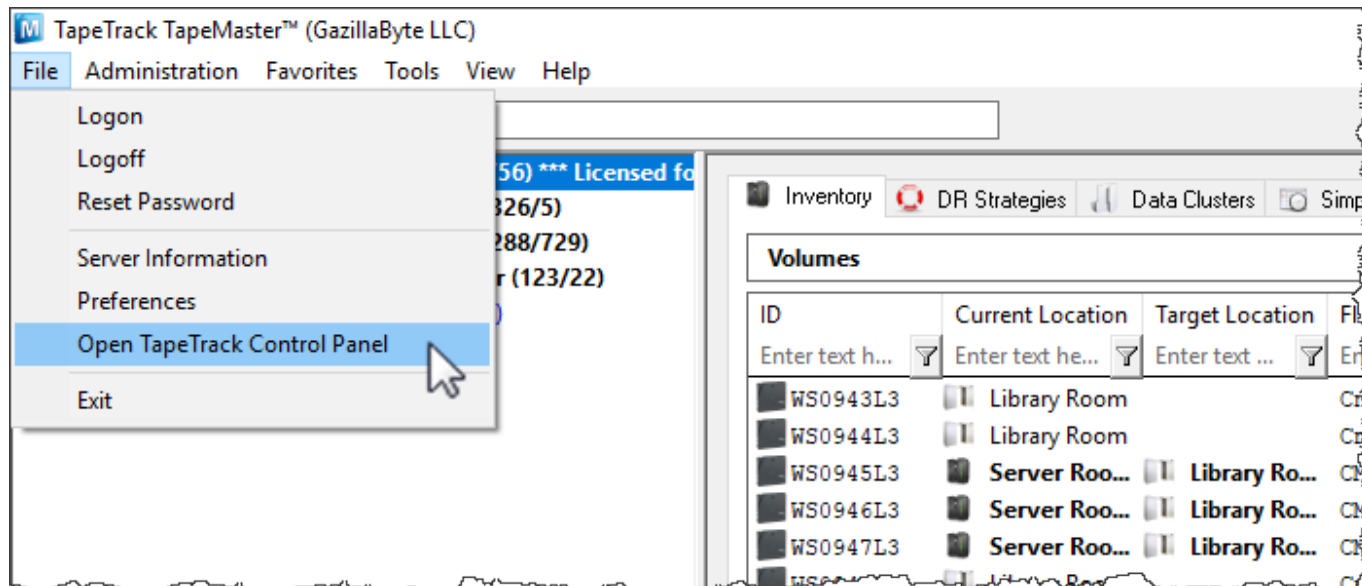 TapeTrack TapeMaster™ (GazillaByte LLC)
File Administration Favorites Tools View Help
Logon
Logoff
Reset Password
Server Information
Preferences
Open TapeTrack Control Panel
Exit
56) *** Licensed fo
326/5)
288/729)
r (123/22)
)
Inventory DR Strategies Data Clusters Simp
Volumes
ID Current Location Target Location
Enter text h... Enter text he... Enter text ...
WS0943L3 Library Room
WS0944L3 Library Room
WS0945L3 Server Roo... Library Ro...
WS0946L3 Server Roo... Library Ro...
WS0947L3 Server Roo... Library Ro...